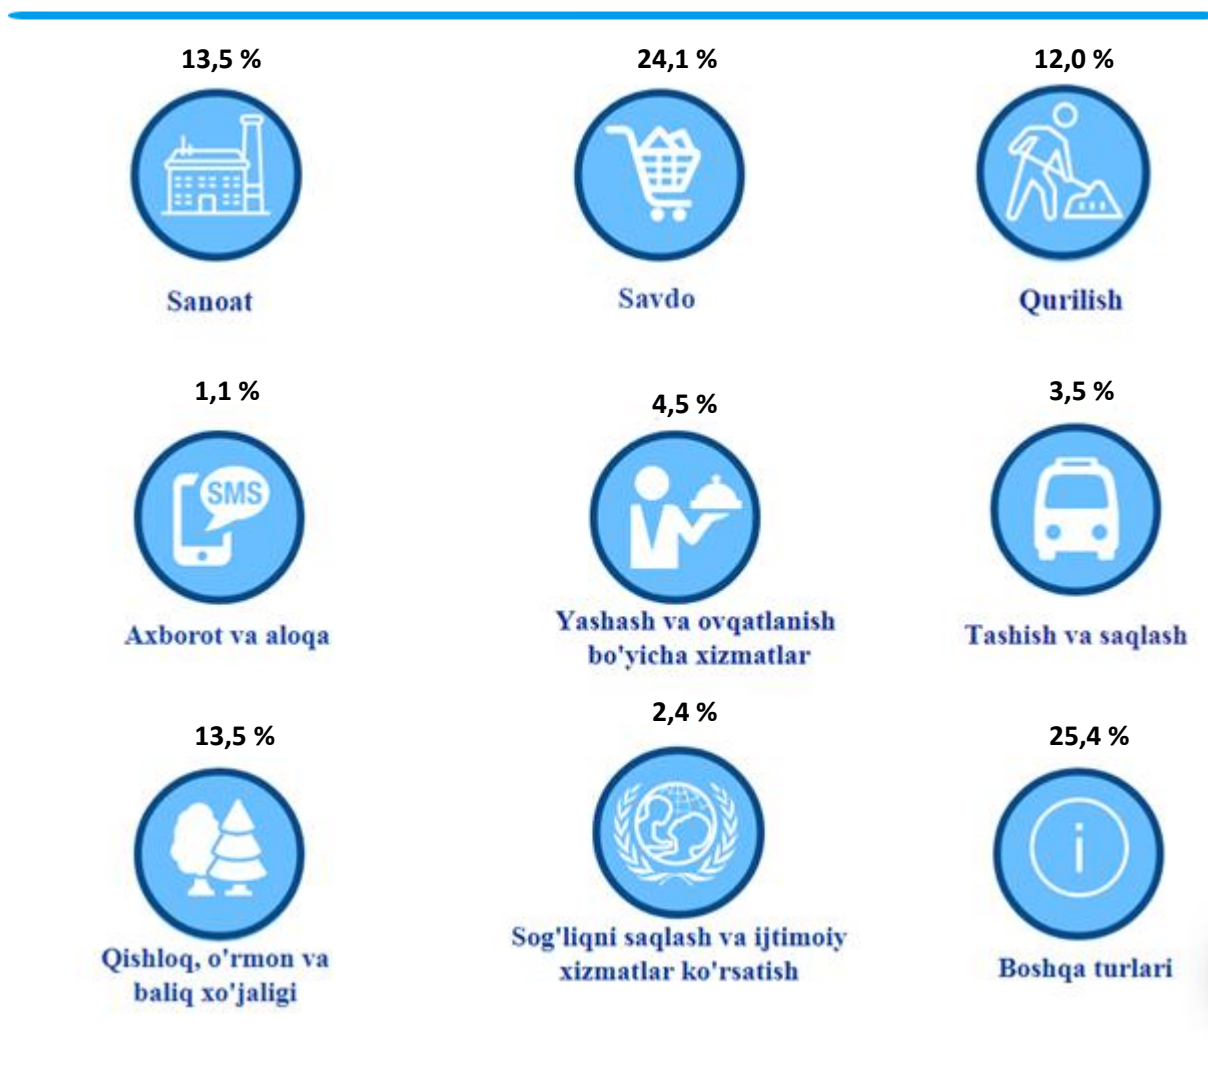 13,5 %
24,1 %
12,0 %
Sanoat
Savdo
Qurilish
1,1 %
4,5 %
3,5 %
SMS
Axborot va aloqa
Yashash va ovqatlanish
bo'yicha xizmatlar
Tashish va saqlash
13,5 %
2,4 %
25,4 %
i
Qishloq, o'rmon va
baliq xo'jaligi
Sog'liqni saqlash va ijtimoiy
xizmatlar ko'rsatish
Boshqa turlari